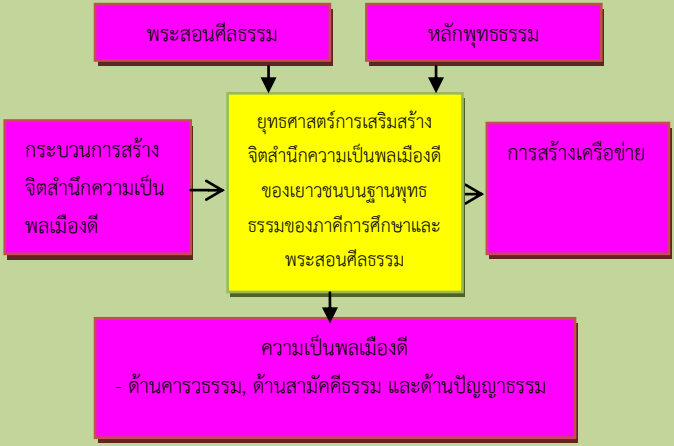 พระสอนศีลธรรม
หลักพุทธธรรม
กระบวนการสร้าง
จิตสำนึกความเป็น
พลเมืองดี
ยุทธศาสตร์การเสริมสร้าง
จิตสำนึกความเป็นพลเมืองดี
ของเยาวชนบนฐานพุทธ
ธรรมของภาคีการศึกษาและ
พระสอนศีลธรรม
การสร้างเครือข่าย
ความเป็นพลเมืองดี
- ด้านคารวธรรม, ด้านสามัคคีธรรม และด้านปัญญาธรรม